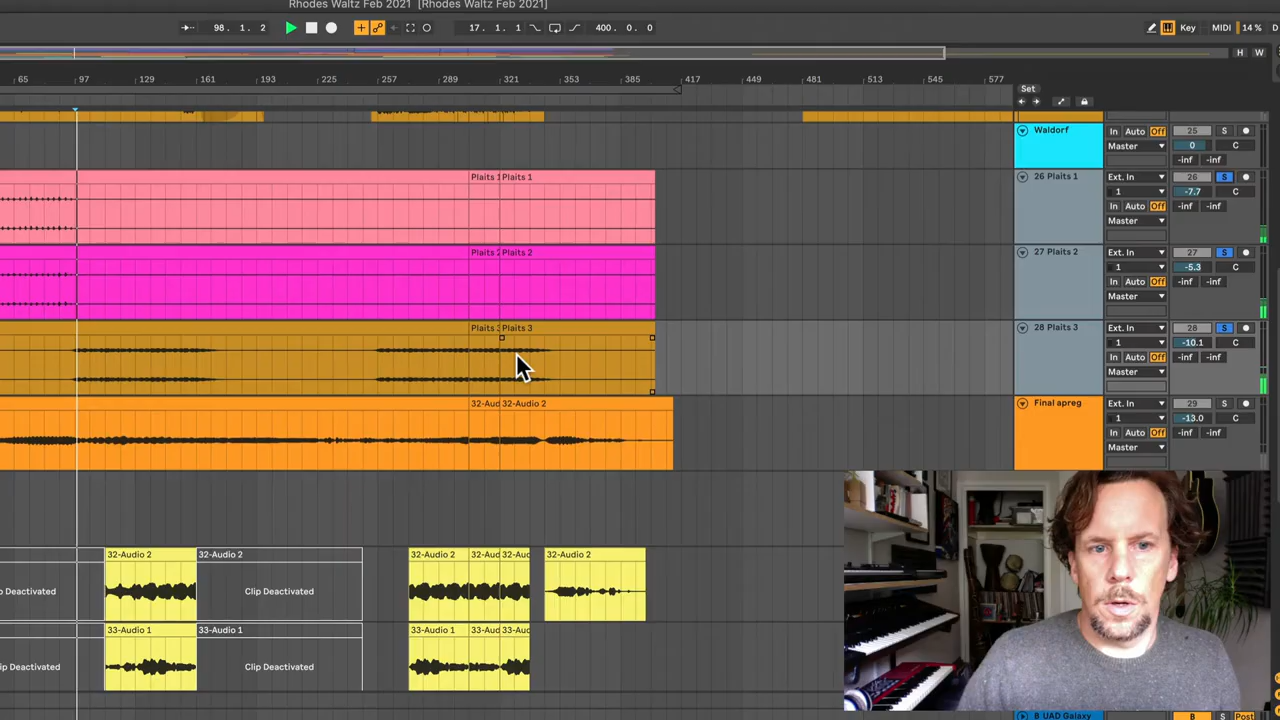 Rhodes Waltz Feb 2021 [Rhodes Waltz Feb 2021]
98. 1. 2
17. 1. 1
400. 0. 0
Key
MIDI
14 %
D
H W
65 97 129 161 193 225 257 289 321 353 385 417 449 481 513 545 577
Set
Waldorf
In Auto Off 25 S
Master 0 C
-inf -inf
Plaits 1 Plaits 1
26 Plaits 1
Ext. In 26 S
1 -7.7 C
In Auto Off -inf -inf
Master
Plaits 2 Plaits 2
27 Plaits 2
Ext. In 27 S
1 -5.3 C
In Auto Off -inf -inf
Master
Plaits 3 Plaits 3
28 Plaits 3
Ext. In 28 S
1 -10.1 C
In Auto Off -inf -inf
Master
32-Aud 32-Audio 2
Final apreg
Ext. In 29 S
1 -13.0 C
In Auto Off -inf -inf
Master
32-Audio 2 32-Audio 2 32-Audio 2 32-Aud 32-Aud 32-Audio 2
p Deactivated Clip Deactivated
33-Audio 1 33-Audio 1 33-Audio 1 33-Aud 33-Aud
ip Deactivated Clip Deactivated
B UAD Galaxy
B S Post